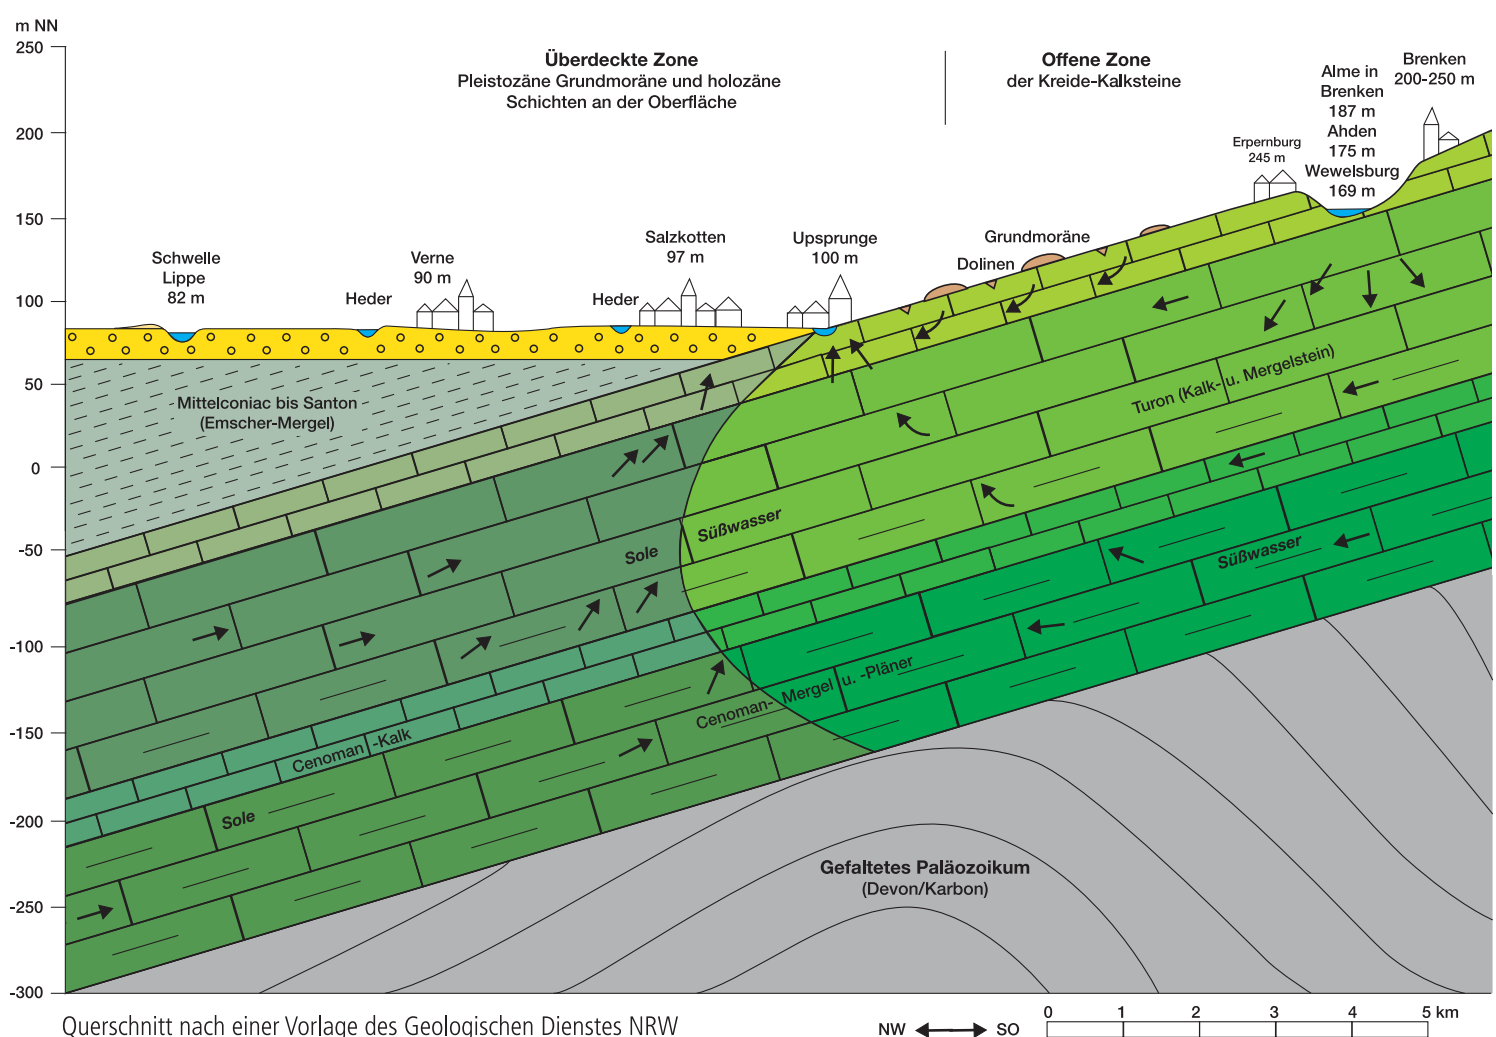 m NN
250
200
150
100
50
0
-50
-100
-150
-200
-250
-300
Überdeckte Zone
Pleistozäne Grundmoräne und holozäne
Schichten an der Oberfläche
Offene Zone
der Kreide-Kalksteine
Brenken
200-250 m
Alme in
Brenken
187 m
Ahden
175 m
Wewelsburg
169 m
Erpernburg
245 m
Schwelle
Lippe
82 m
Heder
Verne
90 m
Heder
Salzkotten
97 m
Upsprunge
100 m
Dolinen
Grundmoräne
Mittelconiac bis Santon
(Emscher-Mergel)
Turon (Kalk- u. Mergelstein)
Sole
Süßwasser
Süßwasser
Cenoman-Mergel u. -Pläner
Cenoman-Kalk
Sole
Gefaltetes Paläozoikum
(Devon/Karbon)
Querschnitt nach einer Vorlage des Geologischen Dienstes NRW
NW SO
0 1 2 3 4 5 km